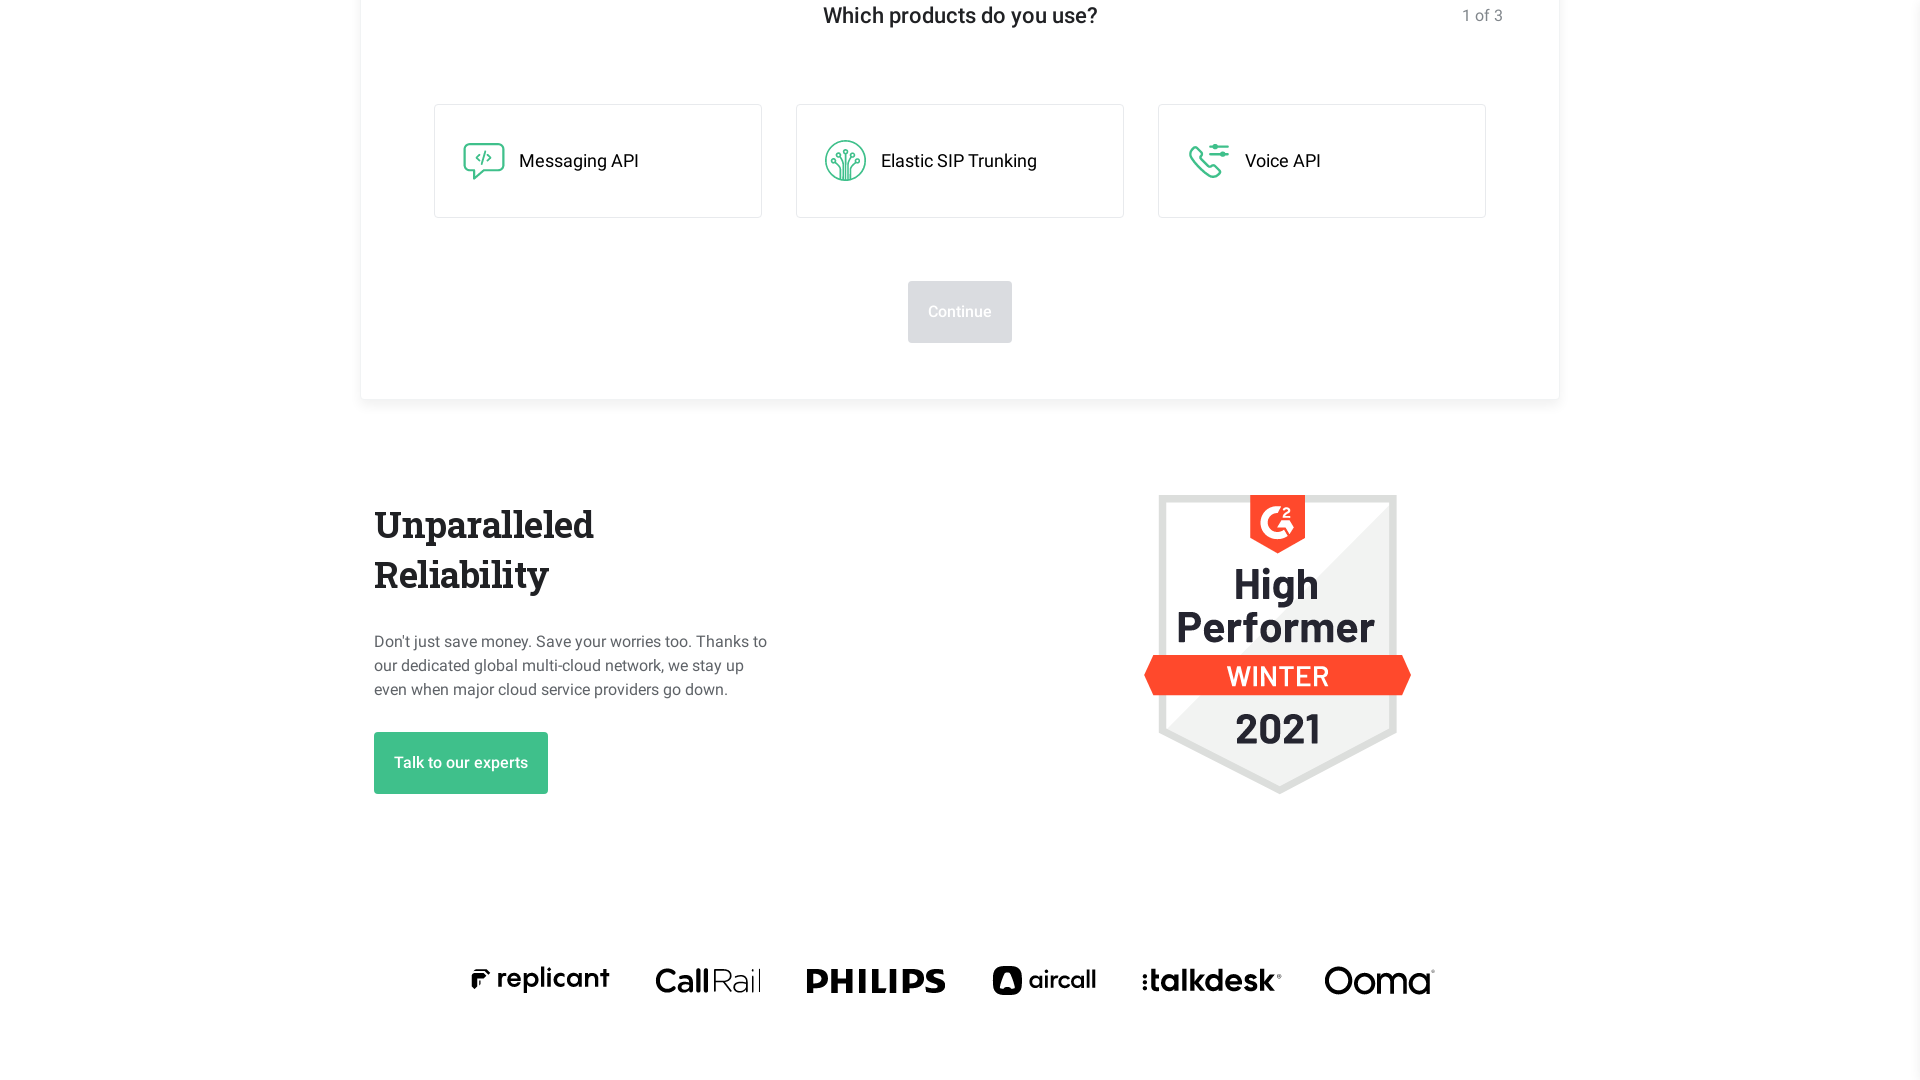 Which products do you use?
1 of 3
Messaging API
Elastic SIP Trunking
Voice API
Continue
Unparalleled
Reliability
Don't just save money. Save your worries too. Thanks to
our dedicated global multi-cloud network, we stay up
even when major cloud service providers go down.
Talk to our experts
G2
High
Performer
WINTER
2021
replicant
CallRail
PHILIPS
aircall
:talkdesk®
Ooma®